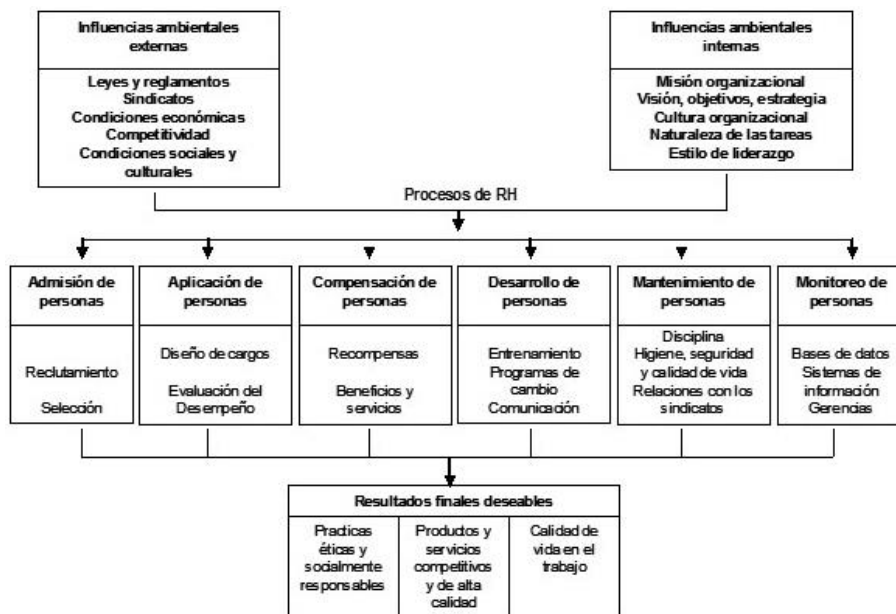 Influencias ambientales
externas
Leyes y reglamentos
Sindicatos
Condiciones económicas
Competitividad
Condiciones sociales y
culturales
Influencias ambientales
internas
Misión organizacional
Visión, objetivos, estrategia
Cultura organizacional
Naturaleza de las tareas
Estilo de liderazgo
Procesos de RH
Admisión de
personas
Reclutamiento
Selección
Aplicación de
personas
Diseño de cargos
Evaluación del
Desempeño
Compensación de
personas
Recompensas
Beneficios y
servicios
Desarrollo de
personas
Entrenamiento
Programas de
cambio
Comunicación
Mantenimiento de
personas
Disciplina
Higiene, seguridad
y calidad de vida
Relaciones con los
sindicatos
Monitoreo de
personas
Bases de datos
Sistemas de
información
Gerencias
Resultados finales deseables
Practicas
éticas y
socialmente
responsables
Productos y
servicios
competitivos
y de alta
calidad
Calidad de
vida en el
trabajo